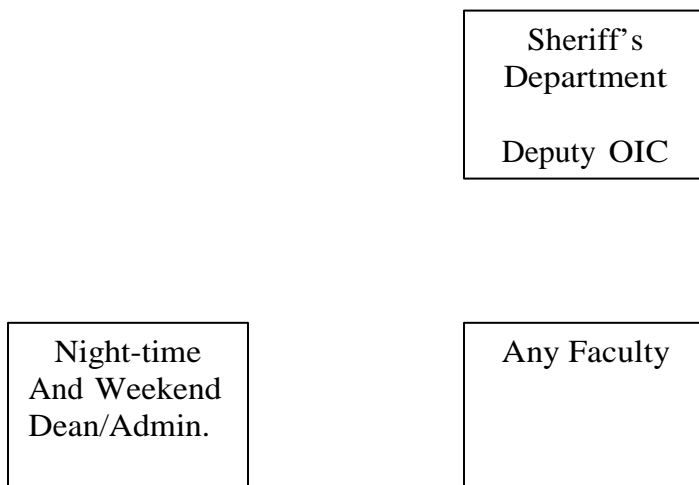 Sheriff’s
Department
Deputy OIC
Night-time
And Weekend
Dean/Admin.
Any Faculty